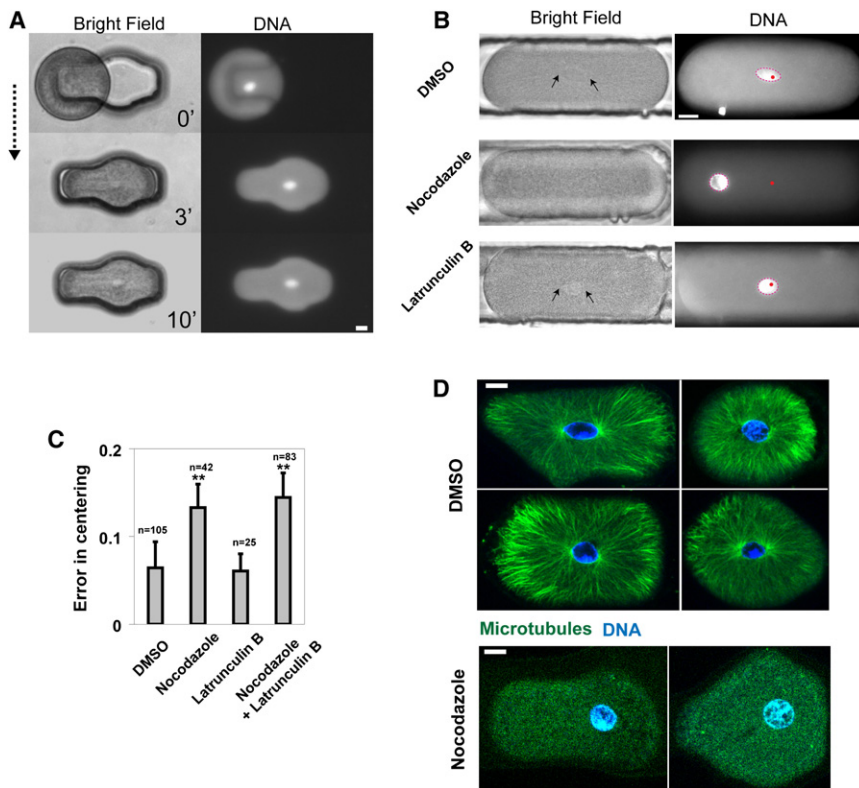 A
Bright Field
DNA
0'
3'
10'
B
Bright Field
DNA
DMSO
Nocodazole
Latrunculin B
C
Error in centering
0.2
0.1
0
n=105
n=42
**
n=25
n=83
**
DMSO
Nocodazole
Latrunculin B
Nocodazole
+ Latrunculin B
D
DMSO
Microtubules DNA
Nocodazole